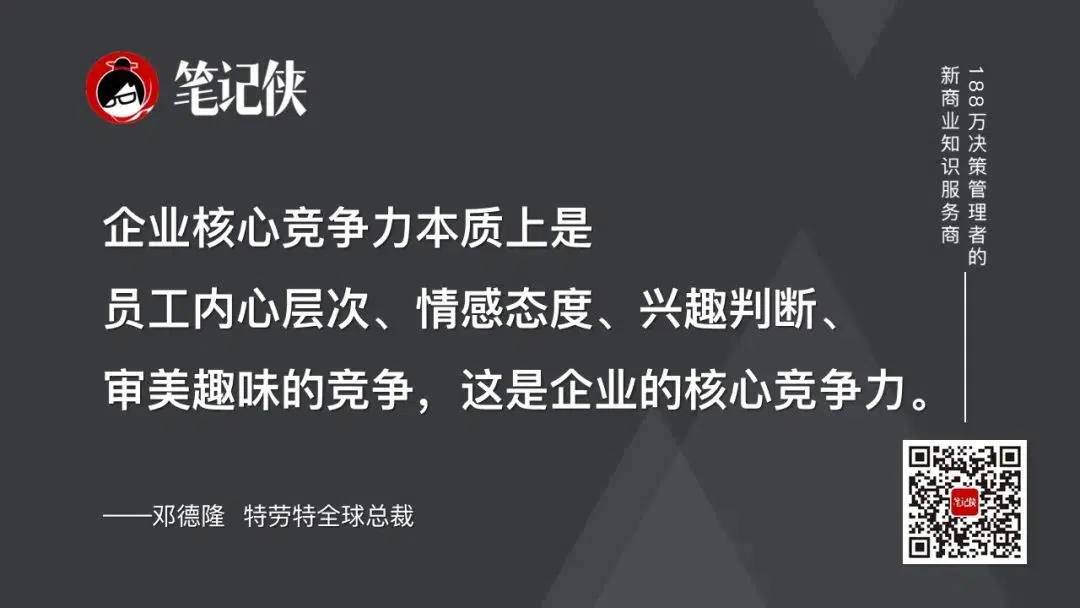 笔记侠
188万决策管理者的
新商业知识服务商
企业核心竞争力本质上是
员工内心层次、情感态度、兴趣判断、
审美趣味的竞争，这是企业的核心竞争力。
——邓德隆 特劳特全球总裁
笔记侠